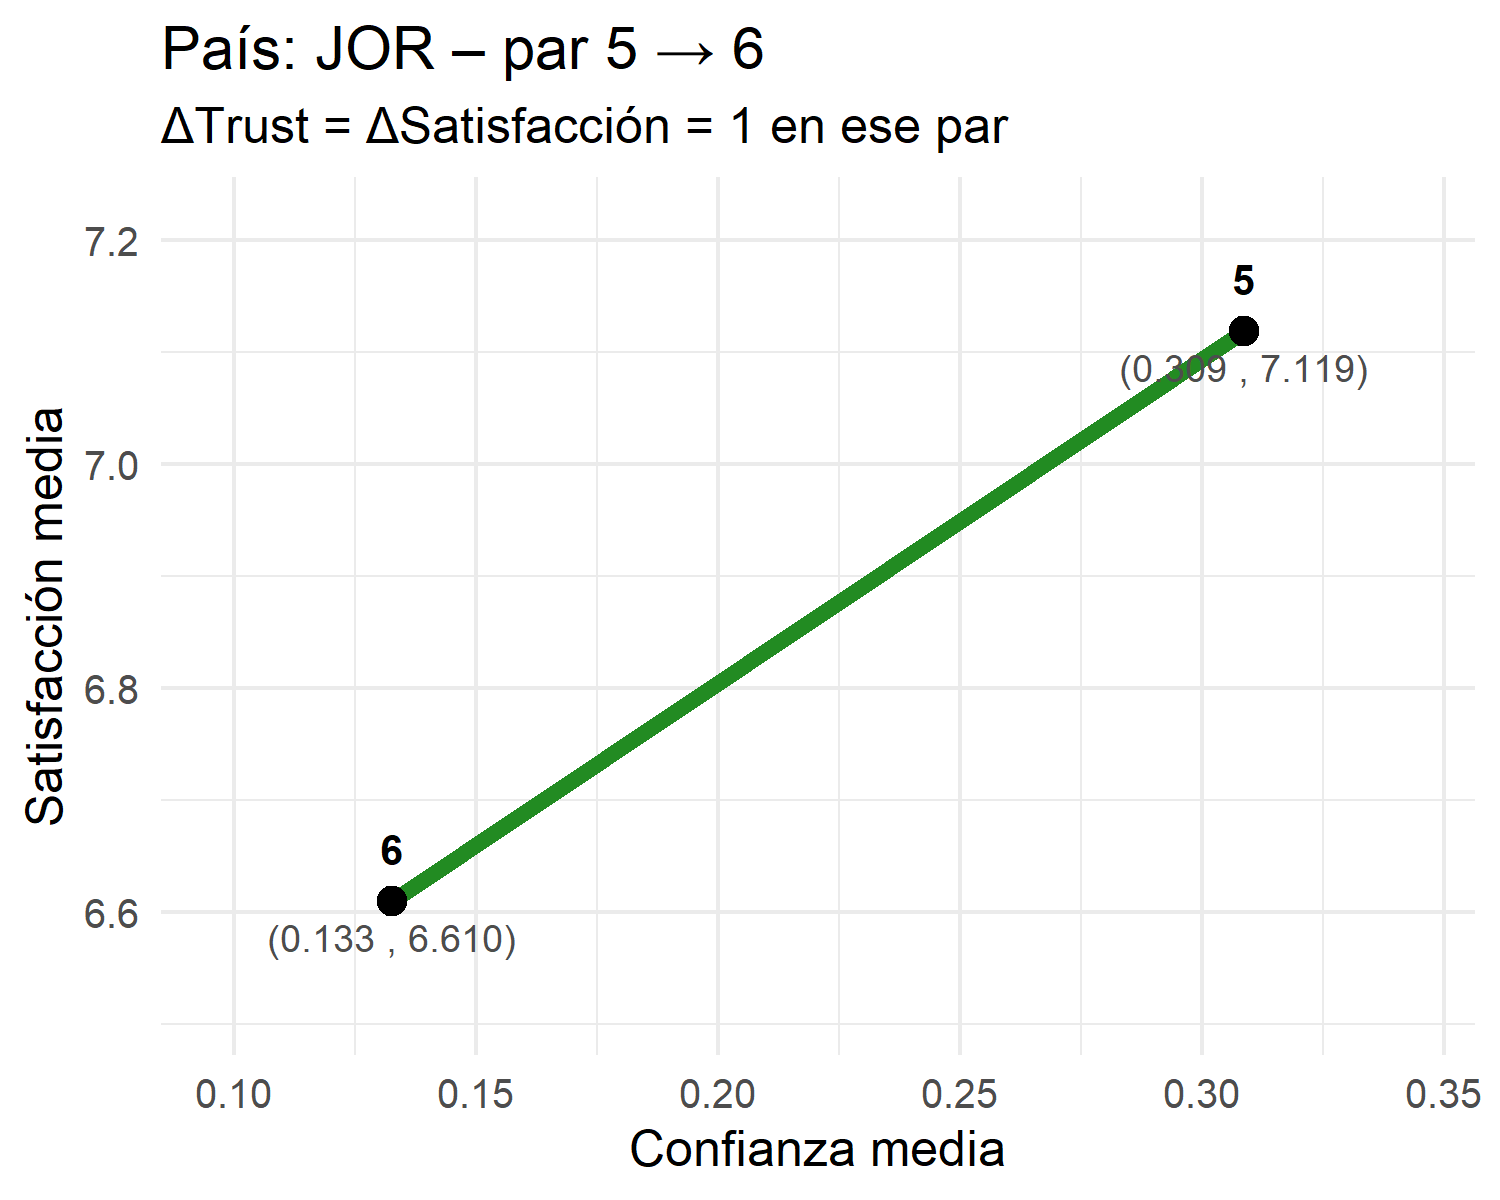 País: JOR – par 5 → 6
ΔTrust = ΔSatisfacción = 1 en ese par
7.2
7.0
6.8
6.6
Satisfacción media
5
(0.309 , 7.119)
6
(0.133 , 6.610)
0.10 0.15 0.20 0.25 0.30 0.35
Confianza media